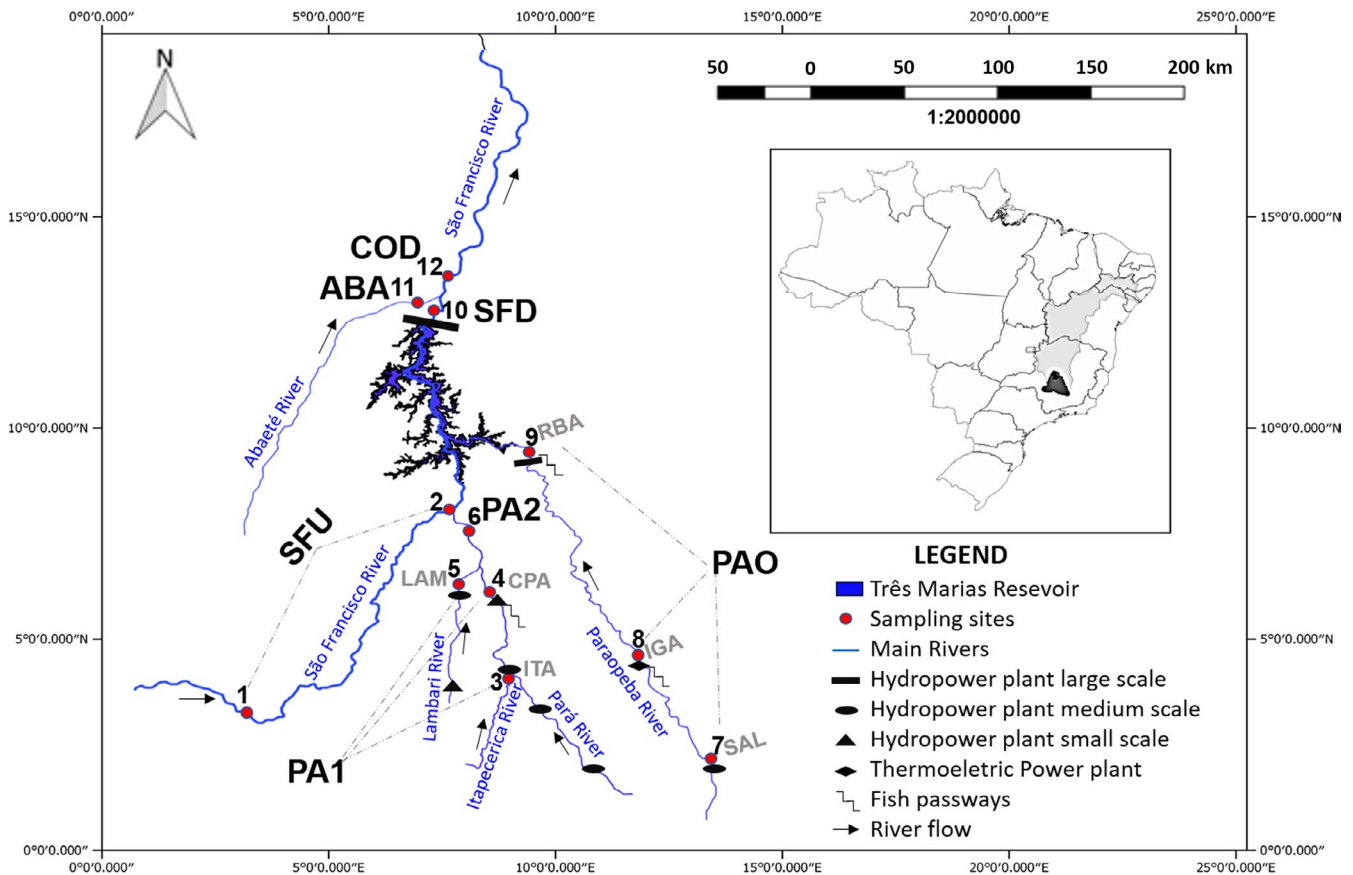 0°0′0.000″ 5°0′0.000″E 10°0′0.000″E 15°0′0.000″E 20°0′0.000″E 25°0′0.000″E
N
50 0 50 100 150 200 km
1:2000000
São Francisco River
15°0′0.000″N 15°0′0.000″N
COD
12
ABA 11
10 SFD
Abaeté River
10°0′0.000″N 10°0′0.000″N
9 RBA
2
6 PA2
SFU
São Francisco River
LAM 5
4 CPA
PAO
LEGEND
Três Marias Resevoir
Sampling sites
Main Rivers
Hydropower plant large scale
Hydropower plant medium scale
Hydropower plant small scale
Thermoeletric Power plant
Fish passways
River flow
5°0′0.000″N 5°0′0.000″N
8 IGA
Paraopeba River
Lambari River
3 ITA
Itapecerica River
Pará River
1
7 SAL
PA1
0°0′0.000″ 0°0′0.000″
0°0′0.000″ 5°0′0.000″E 10°0′0.000″E 15°0′0.000″E 20°0′0.000″E 25°0′0.000″E